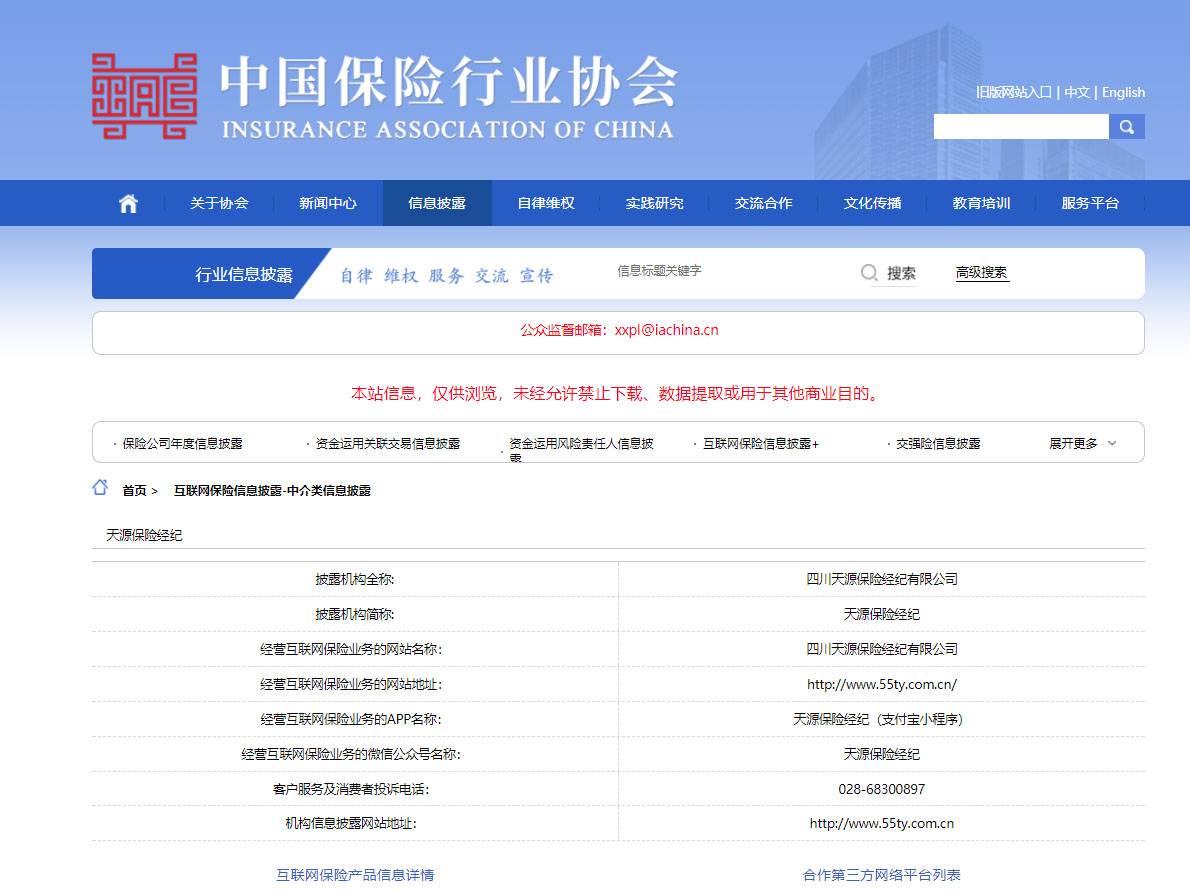 中国保险行业协会
INSURANCE ASSOCIATION OF CHINA
旧版网站入口 | 中文 | English
关于协会 新闻中心 信息披露 自律维权 实践研究 交流合作 文化传播 教育培训 服务平台
行业信息披露 自律 维权 服务 交流 宣传 信息标题关键字 搜索 高级搜索
公众监督邮箱：xxpl@iachina.cn
本站信息，仅供浏览，未经允许禁止下载、数据提取或用于其他商业目的。
· 保险公司年度信息披露 · 资金运用关联交易信息披露 · 资金运用风险责任人信息披露 · 互联网保险信息披露+ · 交强险信息披露 展开更多
首页 > 互联网保险信息披露-中介类信息披露
天源保险经纪
披露机构全称: 四川天源保险经纪有限公司
披露机构简称: 天源保险经纪
经营互联网保险业务的网站名称: 四川天源保险经纪有限公司
经营互联网保险业务的网站地址: http://www.55ty.com.cn/
经营互联网保险业务的APP名称: 天源保险经纪（支付宝小程序）
经营互联网保险业务的微信公众号名称: 天源保险经纪
客户服务及消费者投诉电话: 028-68300897
机构信息披露网站地址: http://www.55ty.com.cn
互联网保险产品信息详情 合作第三方网络平台列表